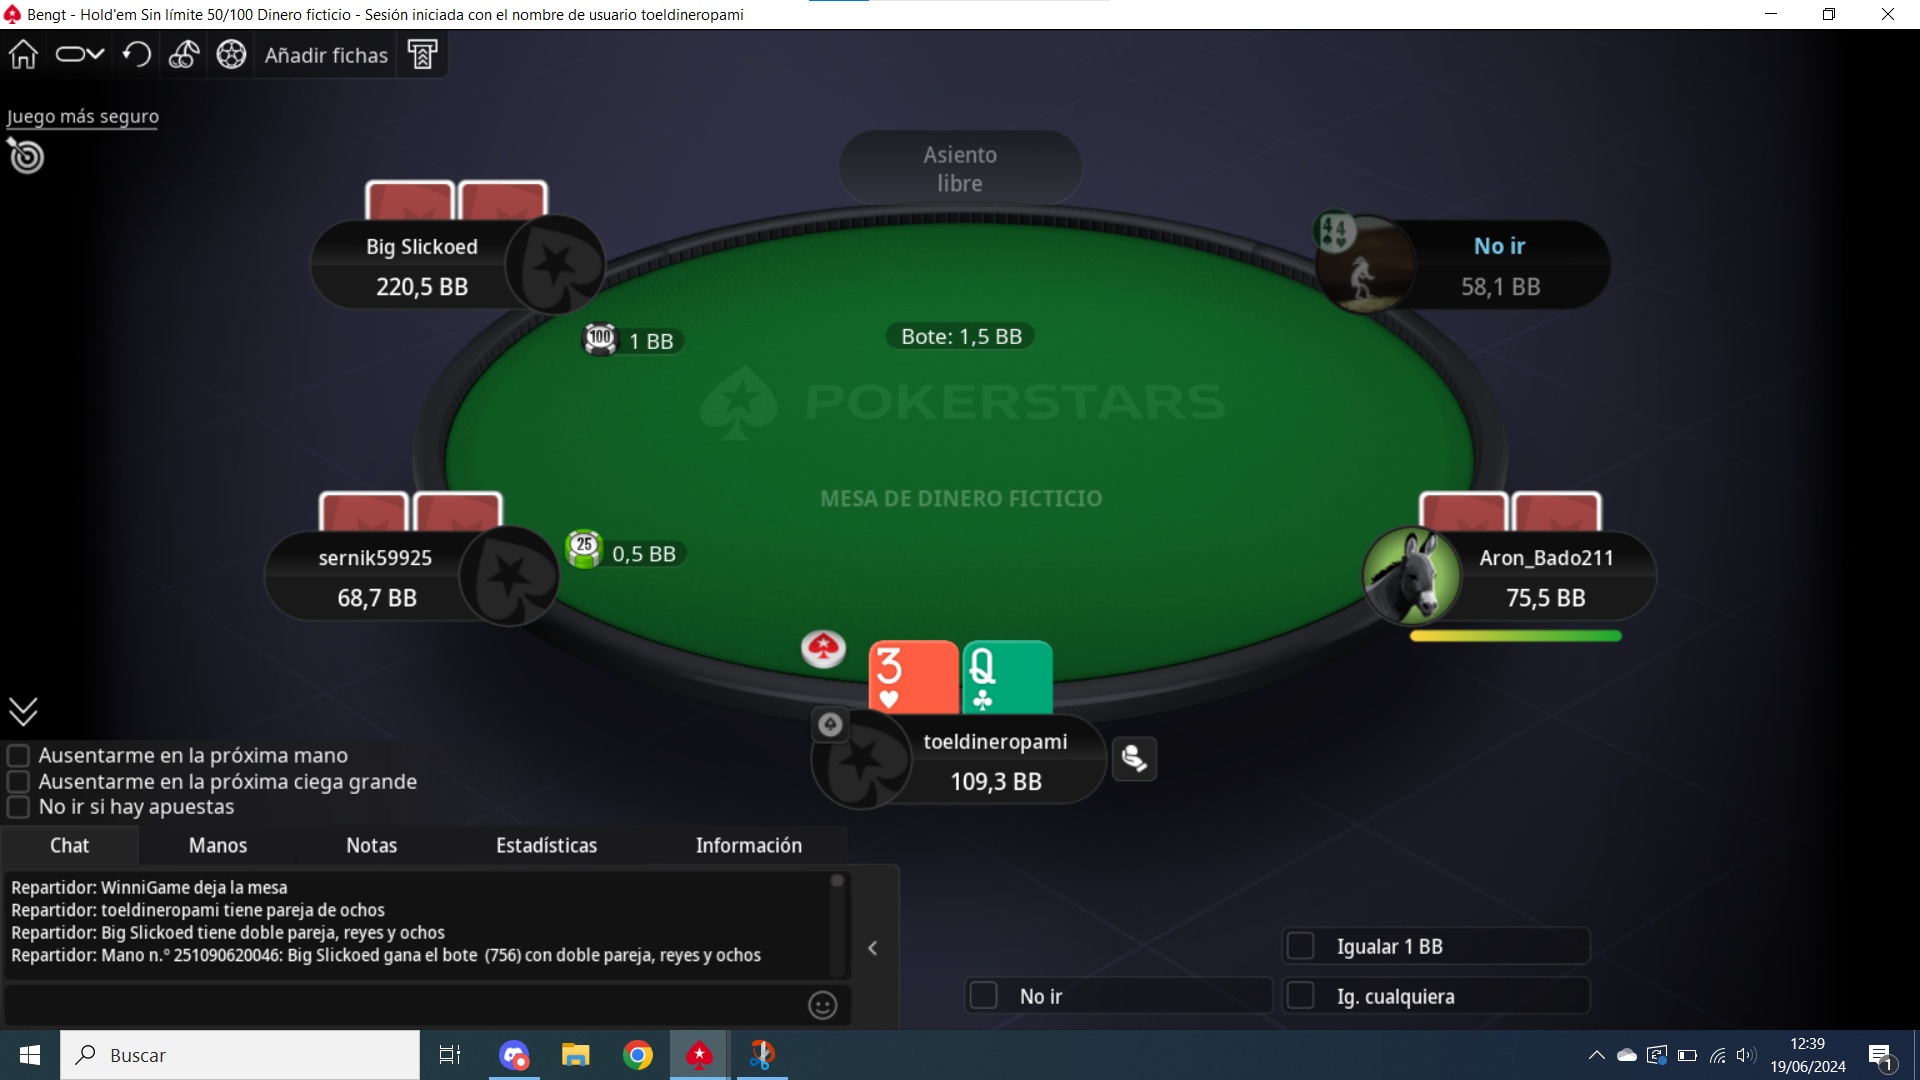 Bengt - Hold'em Sin límite 50/100 Dinero ficticio - Sesión iniciada con el nombre de usuario toeldineropami
Añadir fichas
Juego más seguro
Asiento
libre
Big Slickoed
220,5 BB
4 4
No ir
58,1 BB
100
1 BB
Bote: 1,5 BB
POKERSTARS
MESA DE DINERO FICTICIO
sernik59925
68,7 BB
25
0,5 BB
Aron_Bado211
75,5 BB
3
Q
toeldineropami
109,3 BB
Ausentarme en la próxima mano
Ausentarme en la próxima ciega grande
No ir si hay apuestas
Chat
Manos
Notas
Estadísticas
Información
Repartidor: WinniGame deja la mesa
Repartidor: toeldineropami tiene pareja de ochos
Repartidor: Big Slickoed tiene doble pareja, reyes y ochos
Repartidor: Mano n.º 251090620046: Big Slickoed gana el bote (756) con doble pareja, reyes y ochos
Igualar 1 BB
No ir
Ig. cualquiera
Buscar
12:39
19/06/2024
1